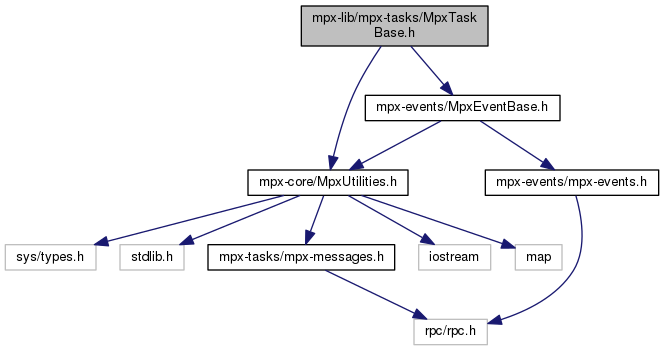 mpx-lib/mpx-tasks/MpxTask
Base.h
mpx-events/MpxEventBase.h
mpx-core/MpxUtilities.h
mpx-events/mpx-events.h
sys/types.h
stdlib.h
mpx-tasks/mpx-messages.h
iostream
map
rpc/rpc.h